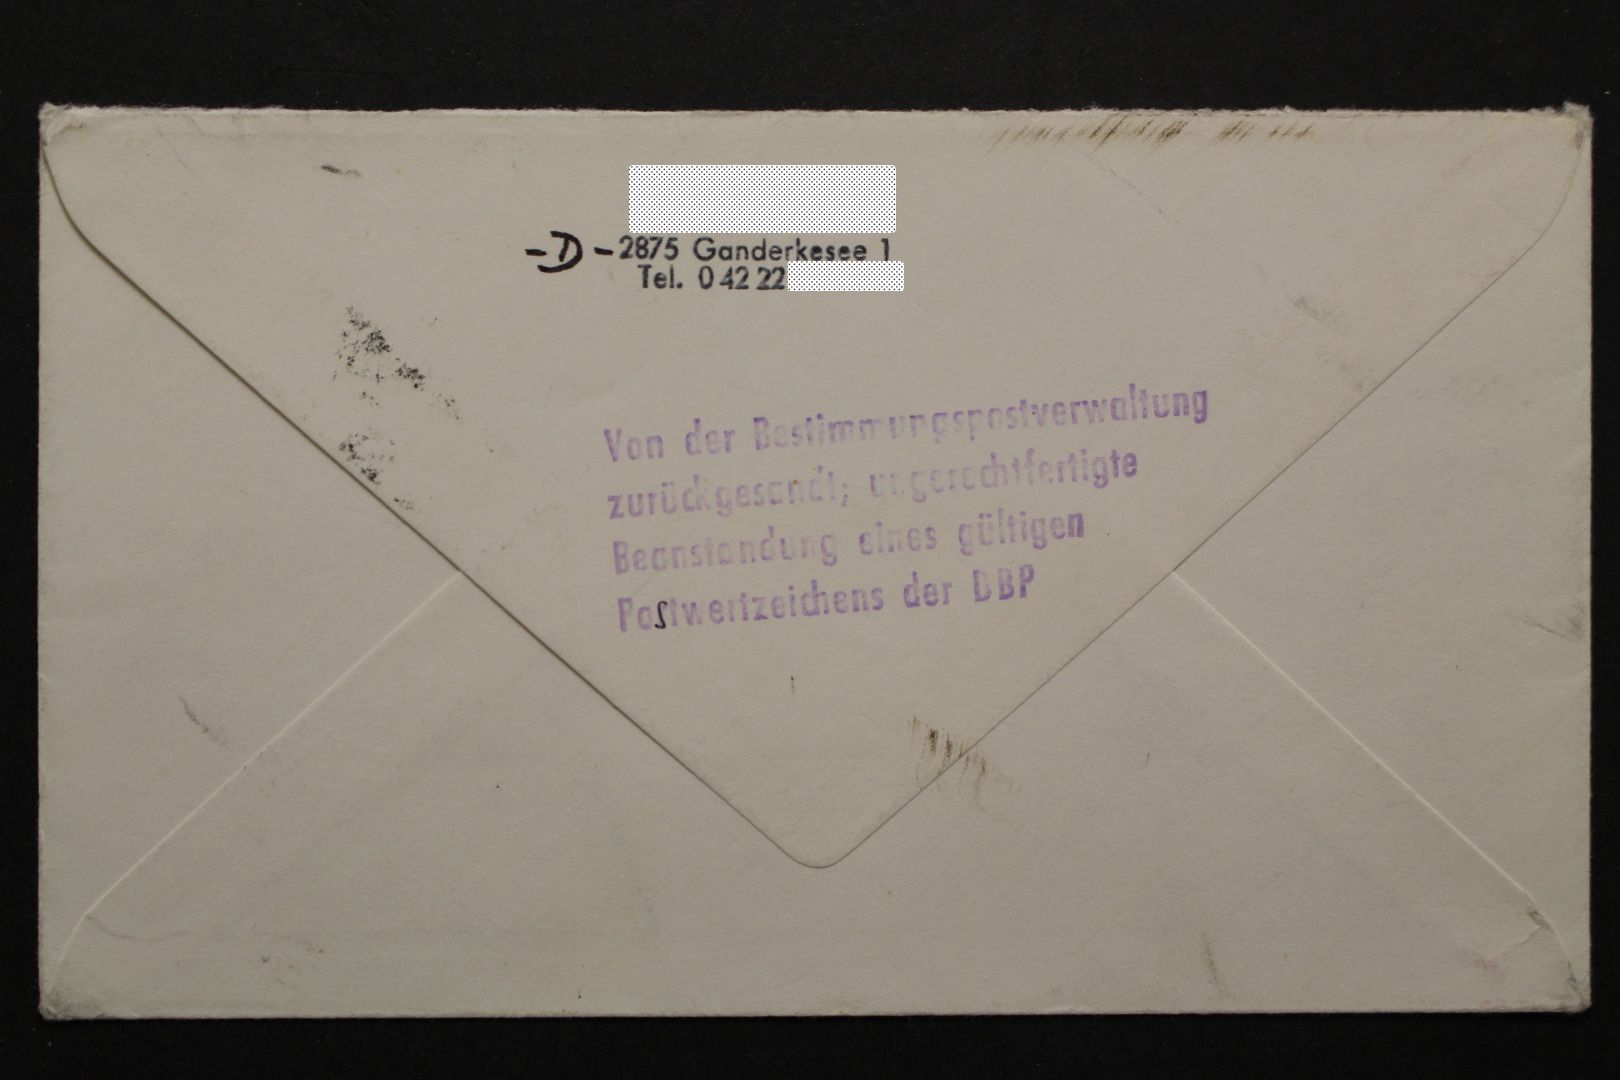 -D- 2875 Ganderkesee 1
Tel. 0 42 22
Von der Bestimmungspostverwaltung
zurückgesandt; ungerechtfertigte
Beanstandung eines gültigen
Postwertzeichens der DBP